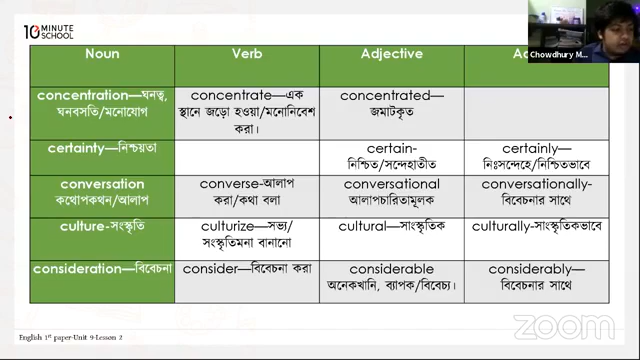 10 MINUTE
SCHOOL
Chowdhury M...
Noun Verb Adjective
concentration—ঘনত্ব, concentrate—এক concentrated—
ঘনবসতি/মনোযোগ স্থানে জড়ো হওয়া/মনোনিবেশ জমাটকৃত
করা।
certainty—নিশ্চয়তা certain- certainly—
নিশ্চিত/সন্দেহাতীত নিঃসন্দেহে/নিশ্চিতভাবে
conversation converse-আলাপ conversational conversationally-
কথোপকথন/আলাপ করা/কথা বলা আলাপচারিতামূলক বিবেচনার সাথে
culture-সংস্কৃতি culturize—সভ্য/ cultural—সাংস্কৃতিক culturally-সাংস্কৃতিকভাবে
সংস্কৃতিমনা বানানো
consideration—বিবেচনা consider—বিবেচনা করা considerable considerably—
অনেকখানি, ব্যাপক/বিবেচ্য। বিবেচনার সাথে
English 1st paper-Unit 9-Lesson 2
zoom